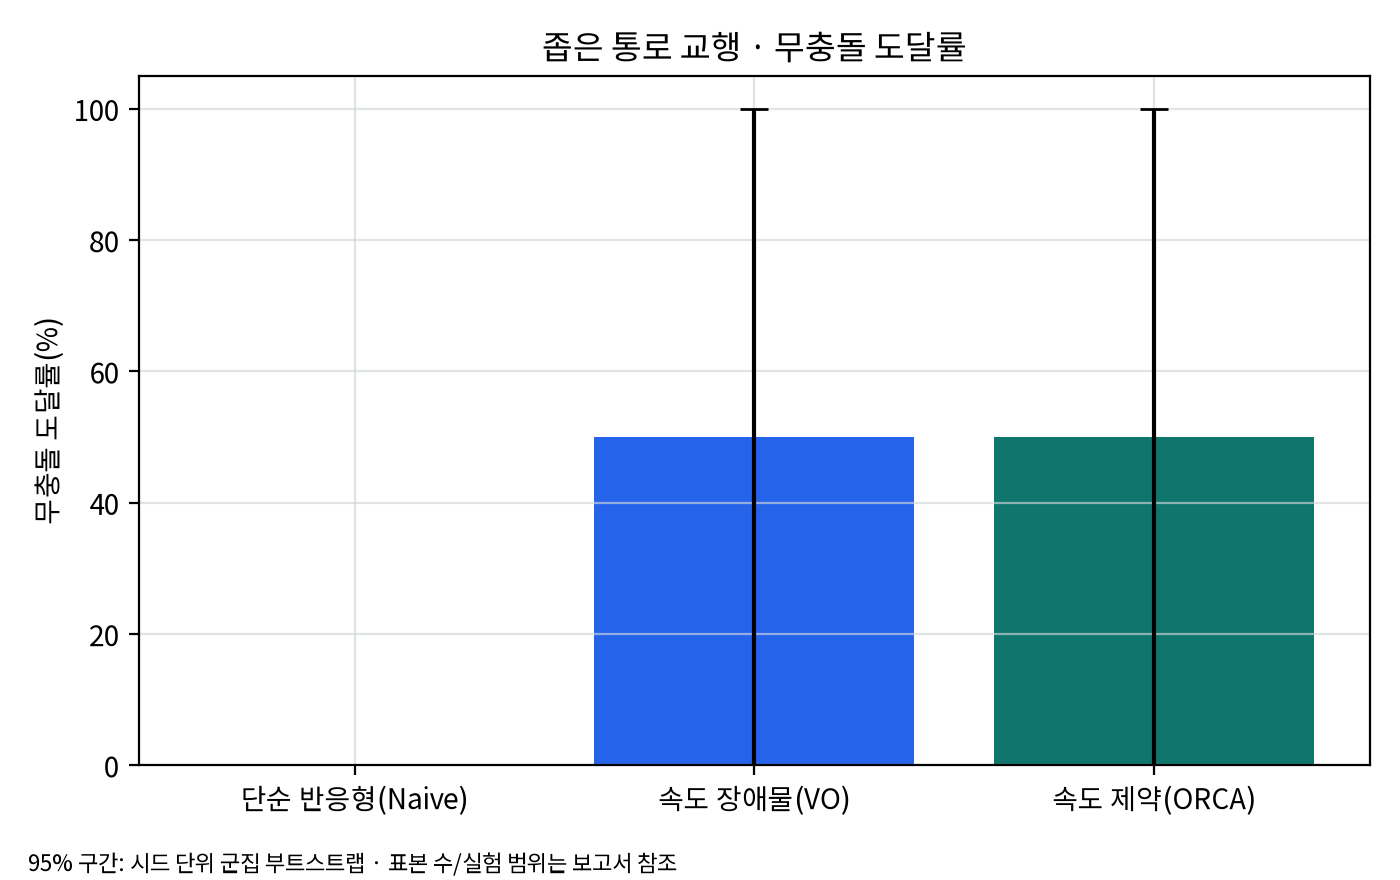 좁은 통로 교행 · 무충돌 도달률
무충돌 도달률(%)
100
80
60
40
20
0
단순 반응형(Naive)
속도 장애물(VO)
속도 제약(ORCA)
95% 구간: 시드 단위 군집 부트스트랩 · 표본 수/실험 범위는 보고서 참조